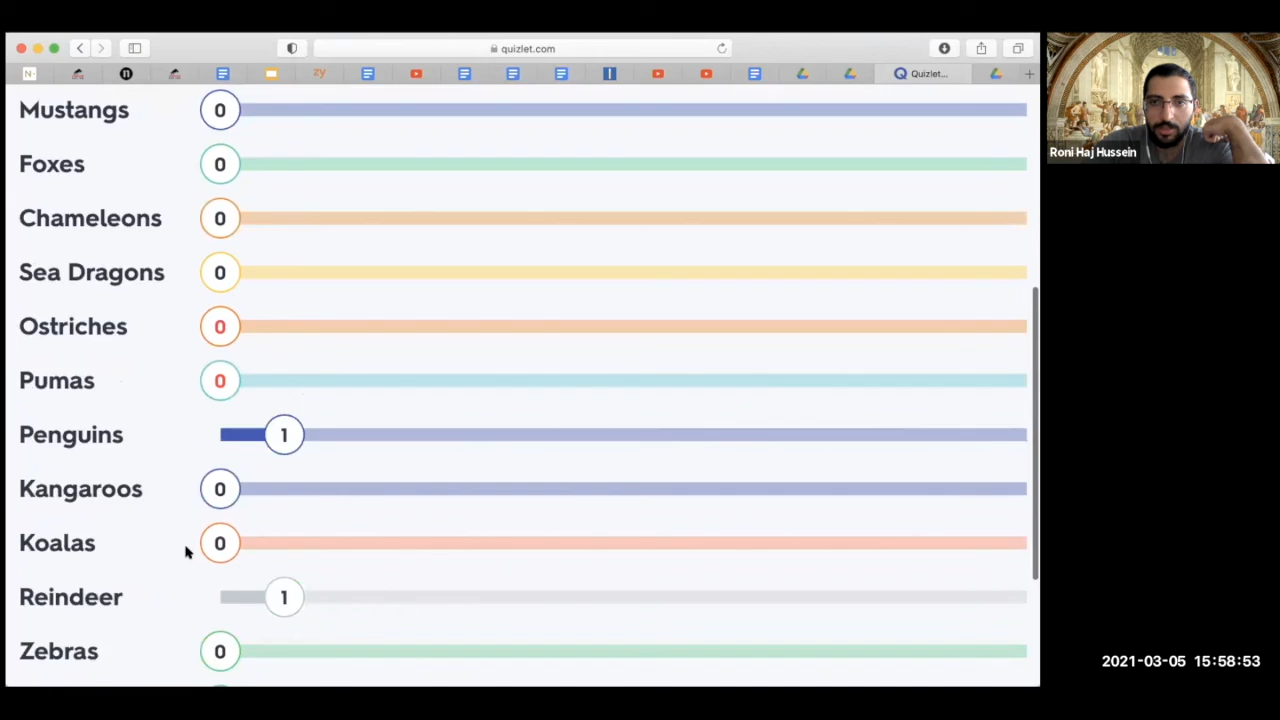 quizlet.com
N-
n
zy
Q Quizlet...
Mustangs 0
Foxes 0
Chameleons 0
Sea Dragons 0
Ostriches 0
Pumas 0
Penguins 1
Kangaroos 0
Koalas 0
Reindeer 1
Zebras 0
Roni Haj Hussein
2021-03-05 15:58:53